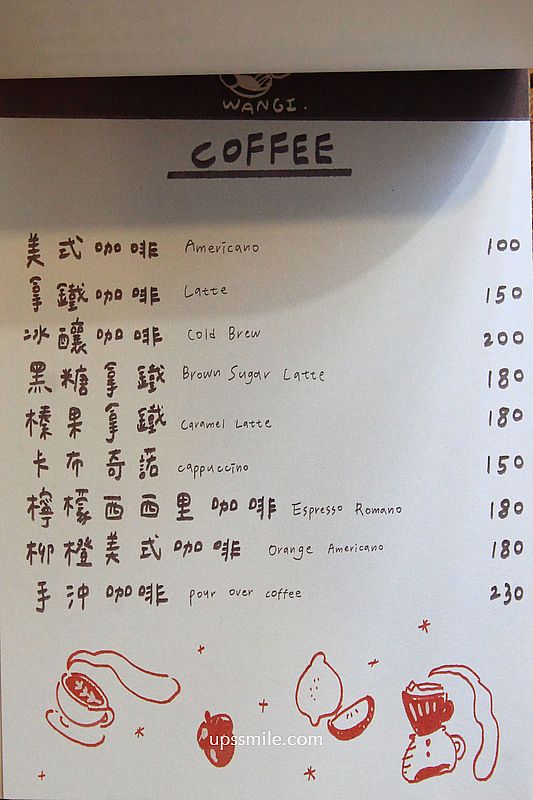 WANGI.
COFFEE
美式咖啡 Americano 100
拿鐵咖啡 Latte 150
冰釀咖啡 Cold Brew 200
黑糖拿鐵 Brown Sugar Latte 180
榛果拿鐵 Caramel Latte 180
卡布奇諾 cappuccino 150
檸檬西西里咖啡 Espresso Romano 180
柳橙美式咖啡 Orange Americano 180
手沖咖啡 pour over coffee 230
upssmile.com